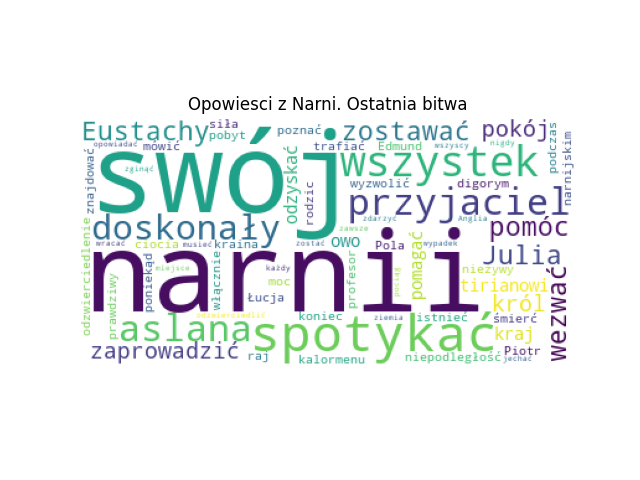 Opowiesci z Narni. Ostatnia bitwa
Eustachy siła poznać zostawać pokój
opowiadać mówić pobyt trafiać Edmund wszyscy nigdy podczas
znajdować swój odzyskać wszystek narnijskim
zginąć rodzic wyzwolić digorym
doskonały przyjaciel
zdarzyć Anglia pomóc
odzwierciedlenie wracać ciocia musieć kraina zostać owo zawsze Pola wypadek Julia
narnii
prawdziwy poniekąd miejsce włącznie każdy profesor pomagać nieżywy wezwać
moc pociąg tirianowi
Łucja król
odzwierciedlić koniec ziemia istnieć śmierć
aslana spotykać kraj
zaprowadzić raj kalormenu niepodległość Piotr
jechać